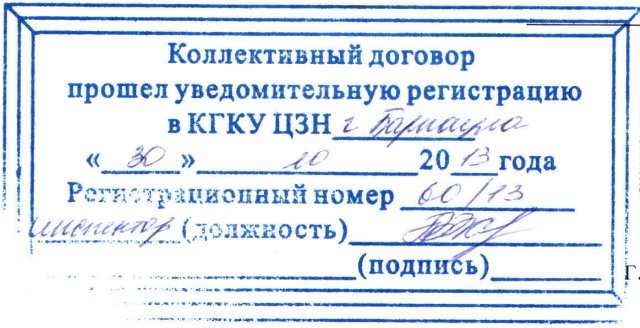 Коллективный договор
прошел уведомительную регистрацию
в КГКУ ЦЗН г Барнаула
« 30 » 10 20 13 года
Регистрационный номер 60/13
инспектор (должность)
(подпись)
г.